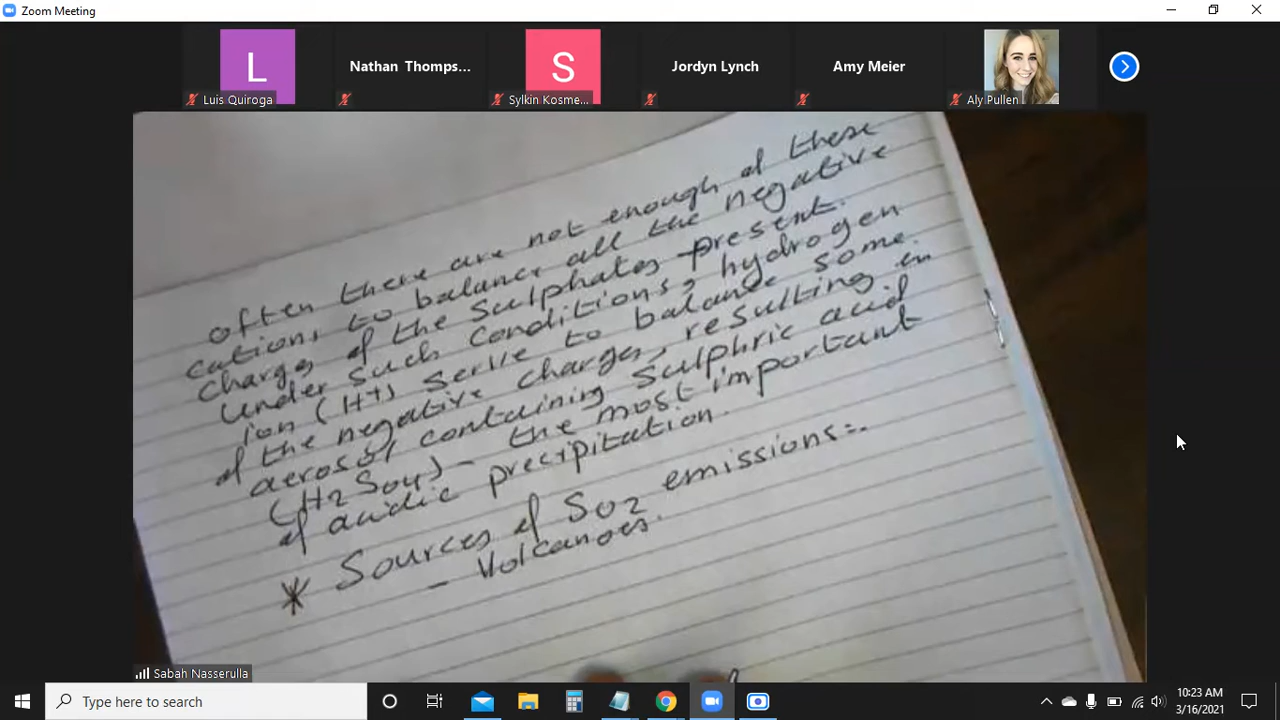 Zoom Meeting
L
Luis Quiroga
Nathan Thomps...
S
Sylkin Kosme...
Jordyn Lynch
Amy Meier
Aly Pullen
often there are not enough of these
cations, to balance all the negative
charge of the sulphates present.
Under such conditions, hydrogen
ion (H+) serve to balance some
of the negative charge, resulting in
aerosol containing sulphric acid
(H2SO4) - the most important
of acidic precipitation.
* Sources of SO2 emissions:-
- Volcanoes.
Sabah Nasserulla
Type here to search
10:23 AM
3/16/2021